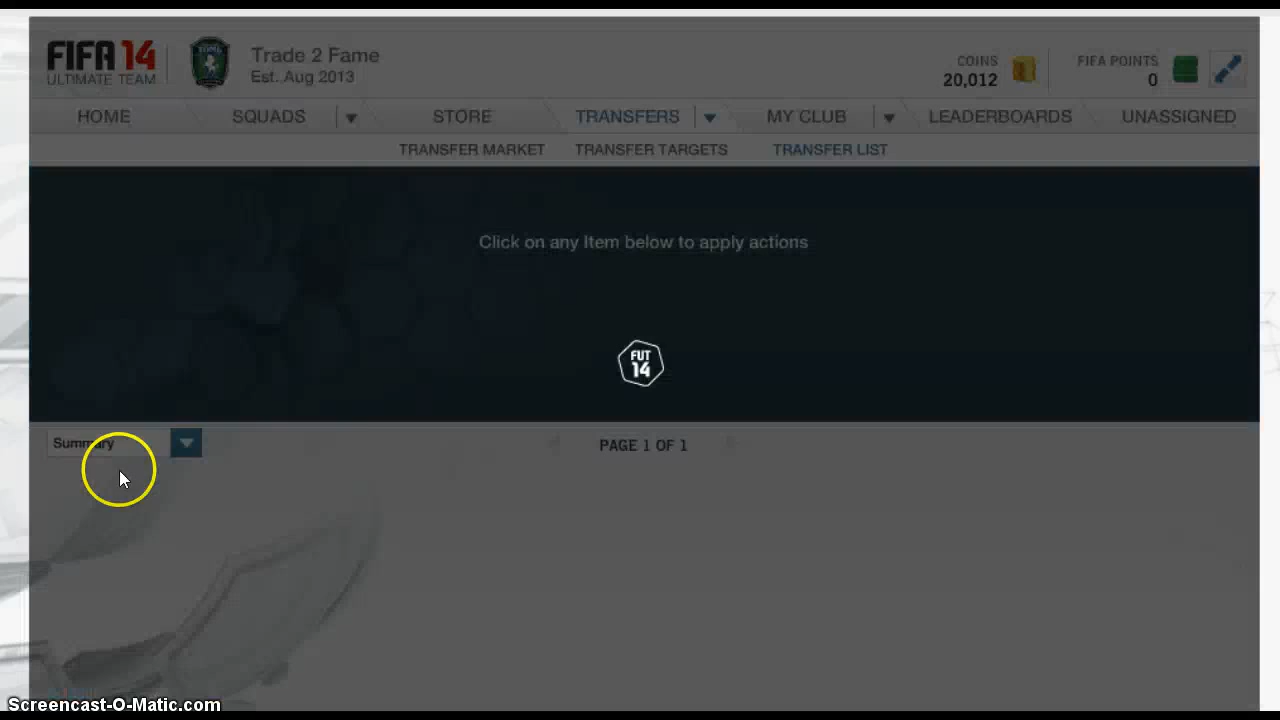 FIFA 14
ULTIMATE TEAM
Trade 2 Fame
Est. Aug 2013
COINS
20,012
FIFA POINTS
0
HOME
SQUADS
STORE
TRANSFERS
MY CLUB
LEADERBOARDS
UNASSIGNED
TRANSFER MARKET
TRANSFER TARGETS
TRANSFER LIST
Click on any Item below to apply actions
FUT
14
Summary
PAGE 1 OF 1
Screencast-O-Matic.com